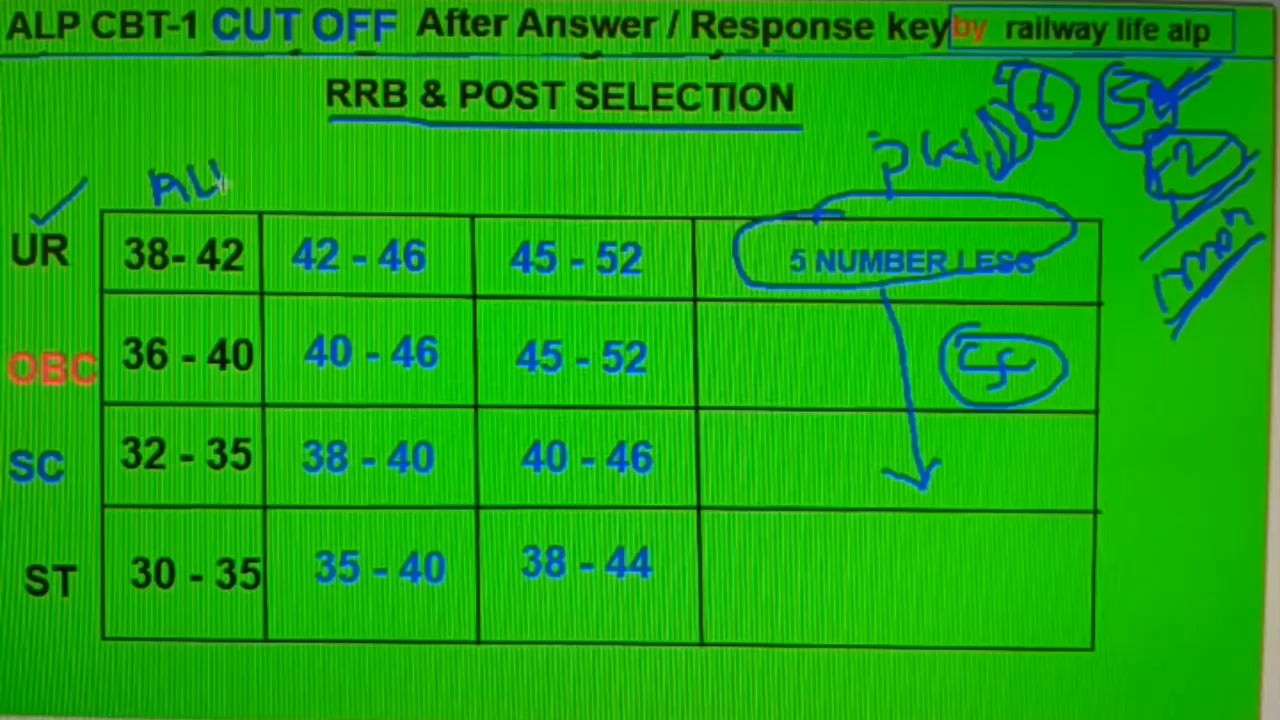 ALP CBT-1 CUT OFF After Answer / Response key by railway life alp
RRB & POST SELECTION
UR 38- 42 42 - 46 45 - 52 5 NUMBER LESS
OBC 36 - 40 40 - 46 45 - 52
SC 32 - 35 38 - 40 40 - 46
ST 30 - 35 35 - 40 38 - 44